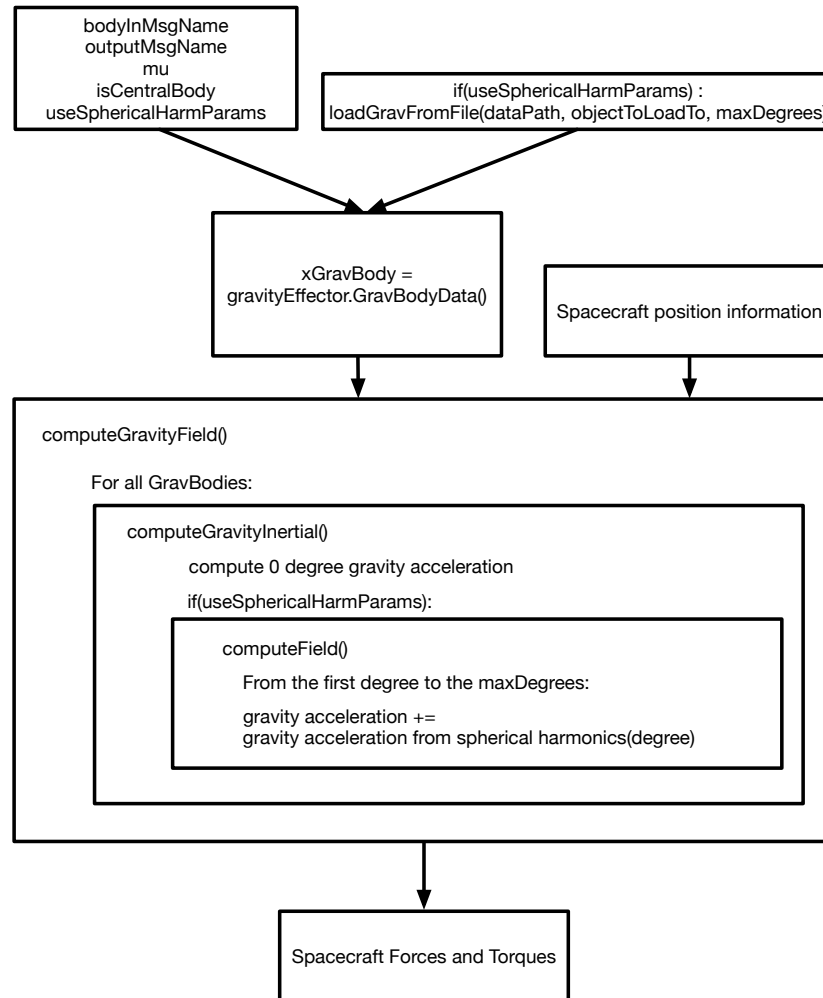 bodyInMsgName
outputMsgName
mu
isCentralBody
useSphericalHarmParams
if(useSphericalHarmParams) :
loadGravFromFile(dataPath, objectToLoadTo, maxDegrees)
xGravBody =
gravityEffector.GravBodyData()
Spacecraft position information
computeGravityField()
For all GravBodies:
computeGravityInertial()
compute 0 degree gravity acceleration
if(useSphericalHarmParams):
computeField()
From the first degree to the maxDegrees:
gravity acceleration +=
gravity acceleration from spherical harmonics(degree)
Spacecraft Forces and Torques